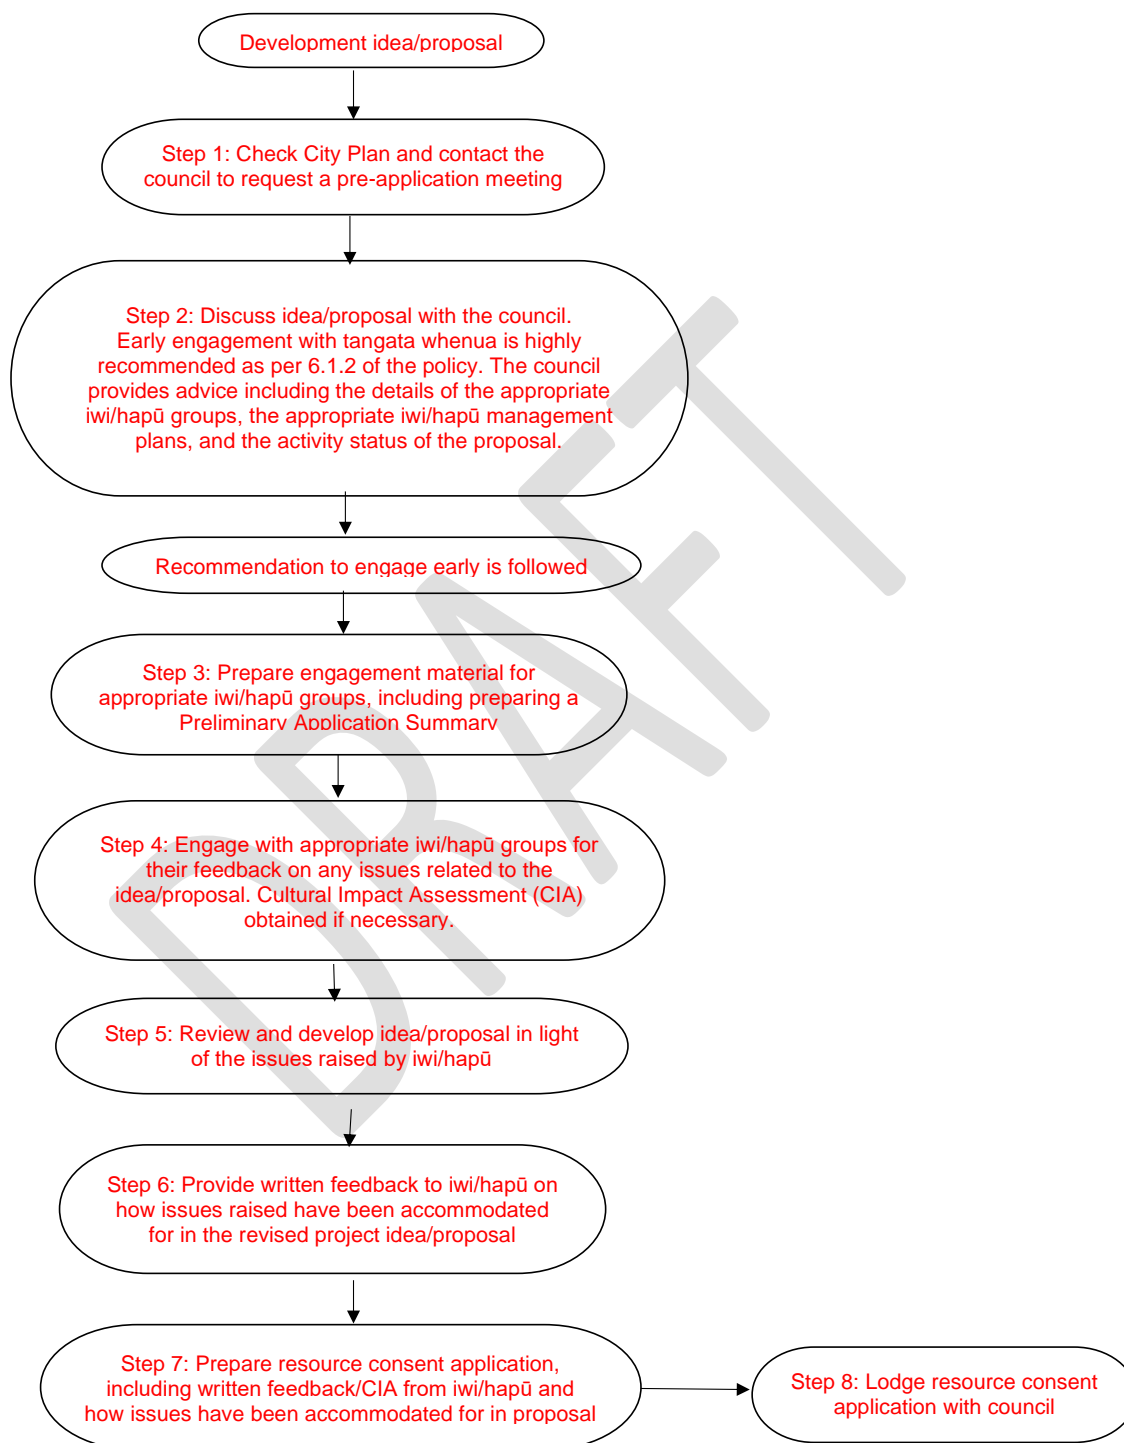 Development idea/proposal
Step 1: Check City Plan and contact the
council to request a pre-application meeting
Step 2: Discuss idea/proposal with the council.
Early engagement with tangata whenua is highly
recommended as per 6.1.2 of the policy. The council
provides advice including the details of the appropriate
iwi/hapū groups, the appropriate iwi/hapū management
plans, and the activity status of the proposal.
Recommendation to engage early is followed
Step 3: Prepare engagement material for
appropriate iwi/hapū groups, including preparing a
Preliminary Application Summary
Step 4: Engage with appropriate iwi/hapū groups for
their feedback on any issues related to the
idea/proposal. Cultural Impact Assessment (CIA)
obtained if necessary.
Step 5: Review and develop idea/proposal in light
of the issues raised by iwi/hapū
Step 6: Provide written feedback to iwi/hapū on
how issues raised have been accommodated
for in the revised project idea/proposal
Step 7: Prepare resource consent application,
including written feedback/CIA from iwi/hapū and
how issues have been accommodated for in proposal
Step 8: Lodge resource consent
application with council
DRAFT